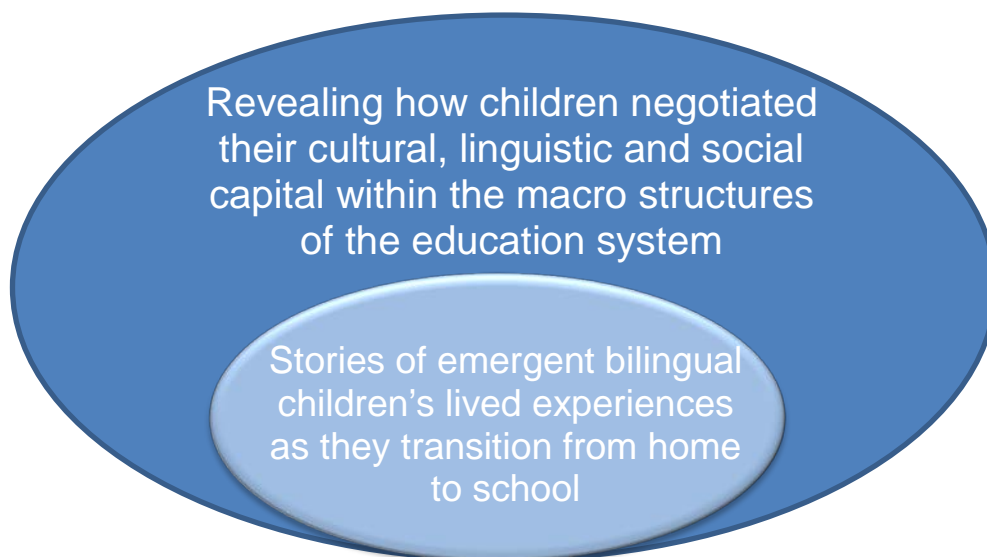 Revealing how children negotiated
their cultural, linguistic and social
capital within the macro structures
of the education system
Stories of emergent bilingual
children’s lived experiences
as they transition from home
to school